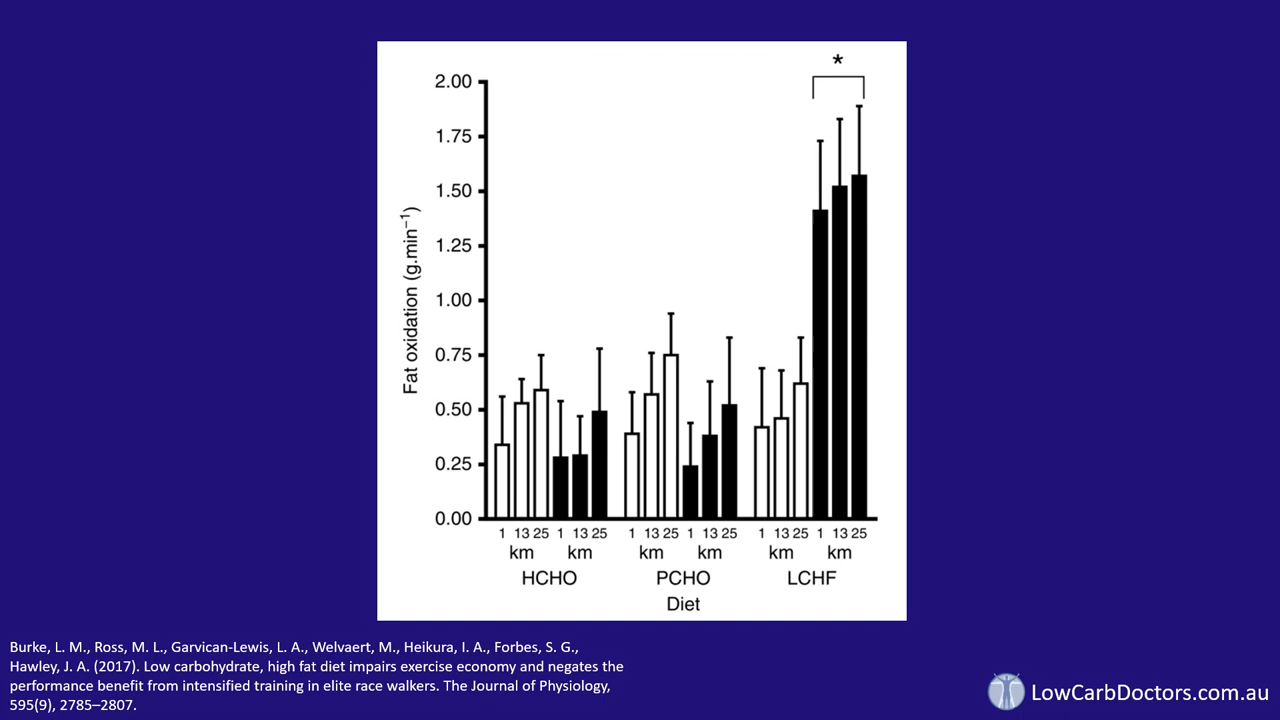 *
2.00
1.75
1.50
1.25
1.00
0.75
0.50
0.25
0.00
Fat oxidation (g.min⁻¹)
1 13 25 1 13 25 1 13 25 1 13 25 1 13 25 1 13 25
km km km km km km
HCHO PCHO LCHF
Diet
Burke, L. M., Ross, M. L., Garvican-Lewis, L. A., Welvaert, M., Heikura, I. A., Forbes, S. G.,
Hawley, J. A. (2017). Low carbohydrate, high fat diet impairs exercise economy and negates the
performance benefit from intensified training in elite race walkers. The Journal of Physiology,
595(9), 2785–2807.
LowCarbDoctors.com.au